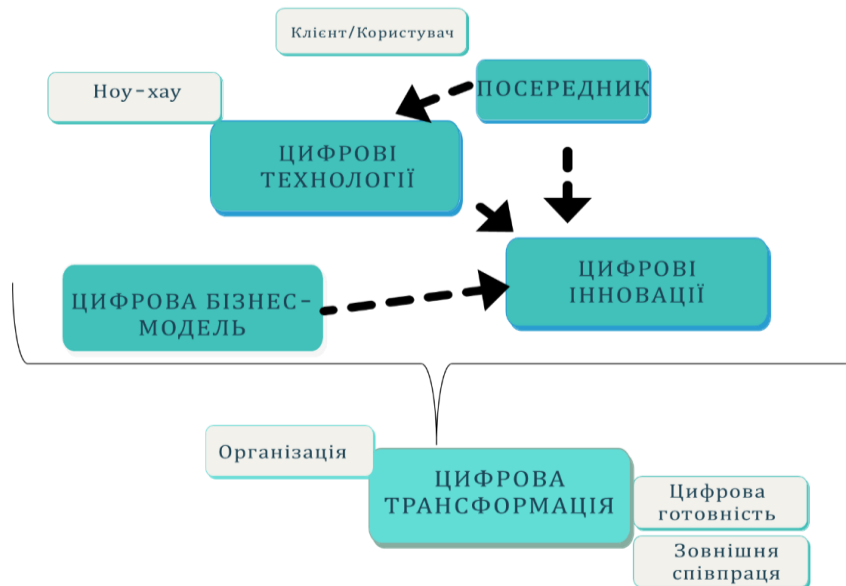 Клієнт/Користувач
Ноу-хау
ПОСЕРЕДНИК
ЦИФРОВІ
ТЕХНОЛОГІЇ
ЦИФРОВІ
ІННОВАЦІЇ
ЦИФРОВА БІЗНЕС-
МОДЕЛЬ
Організація
ЦИФРОВА
ТРАНСФОРМАЦІЯ
Цифрова
готовність
Зовнішня
співпраця